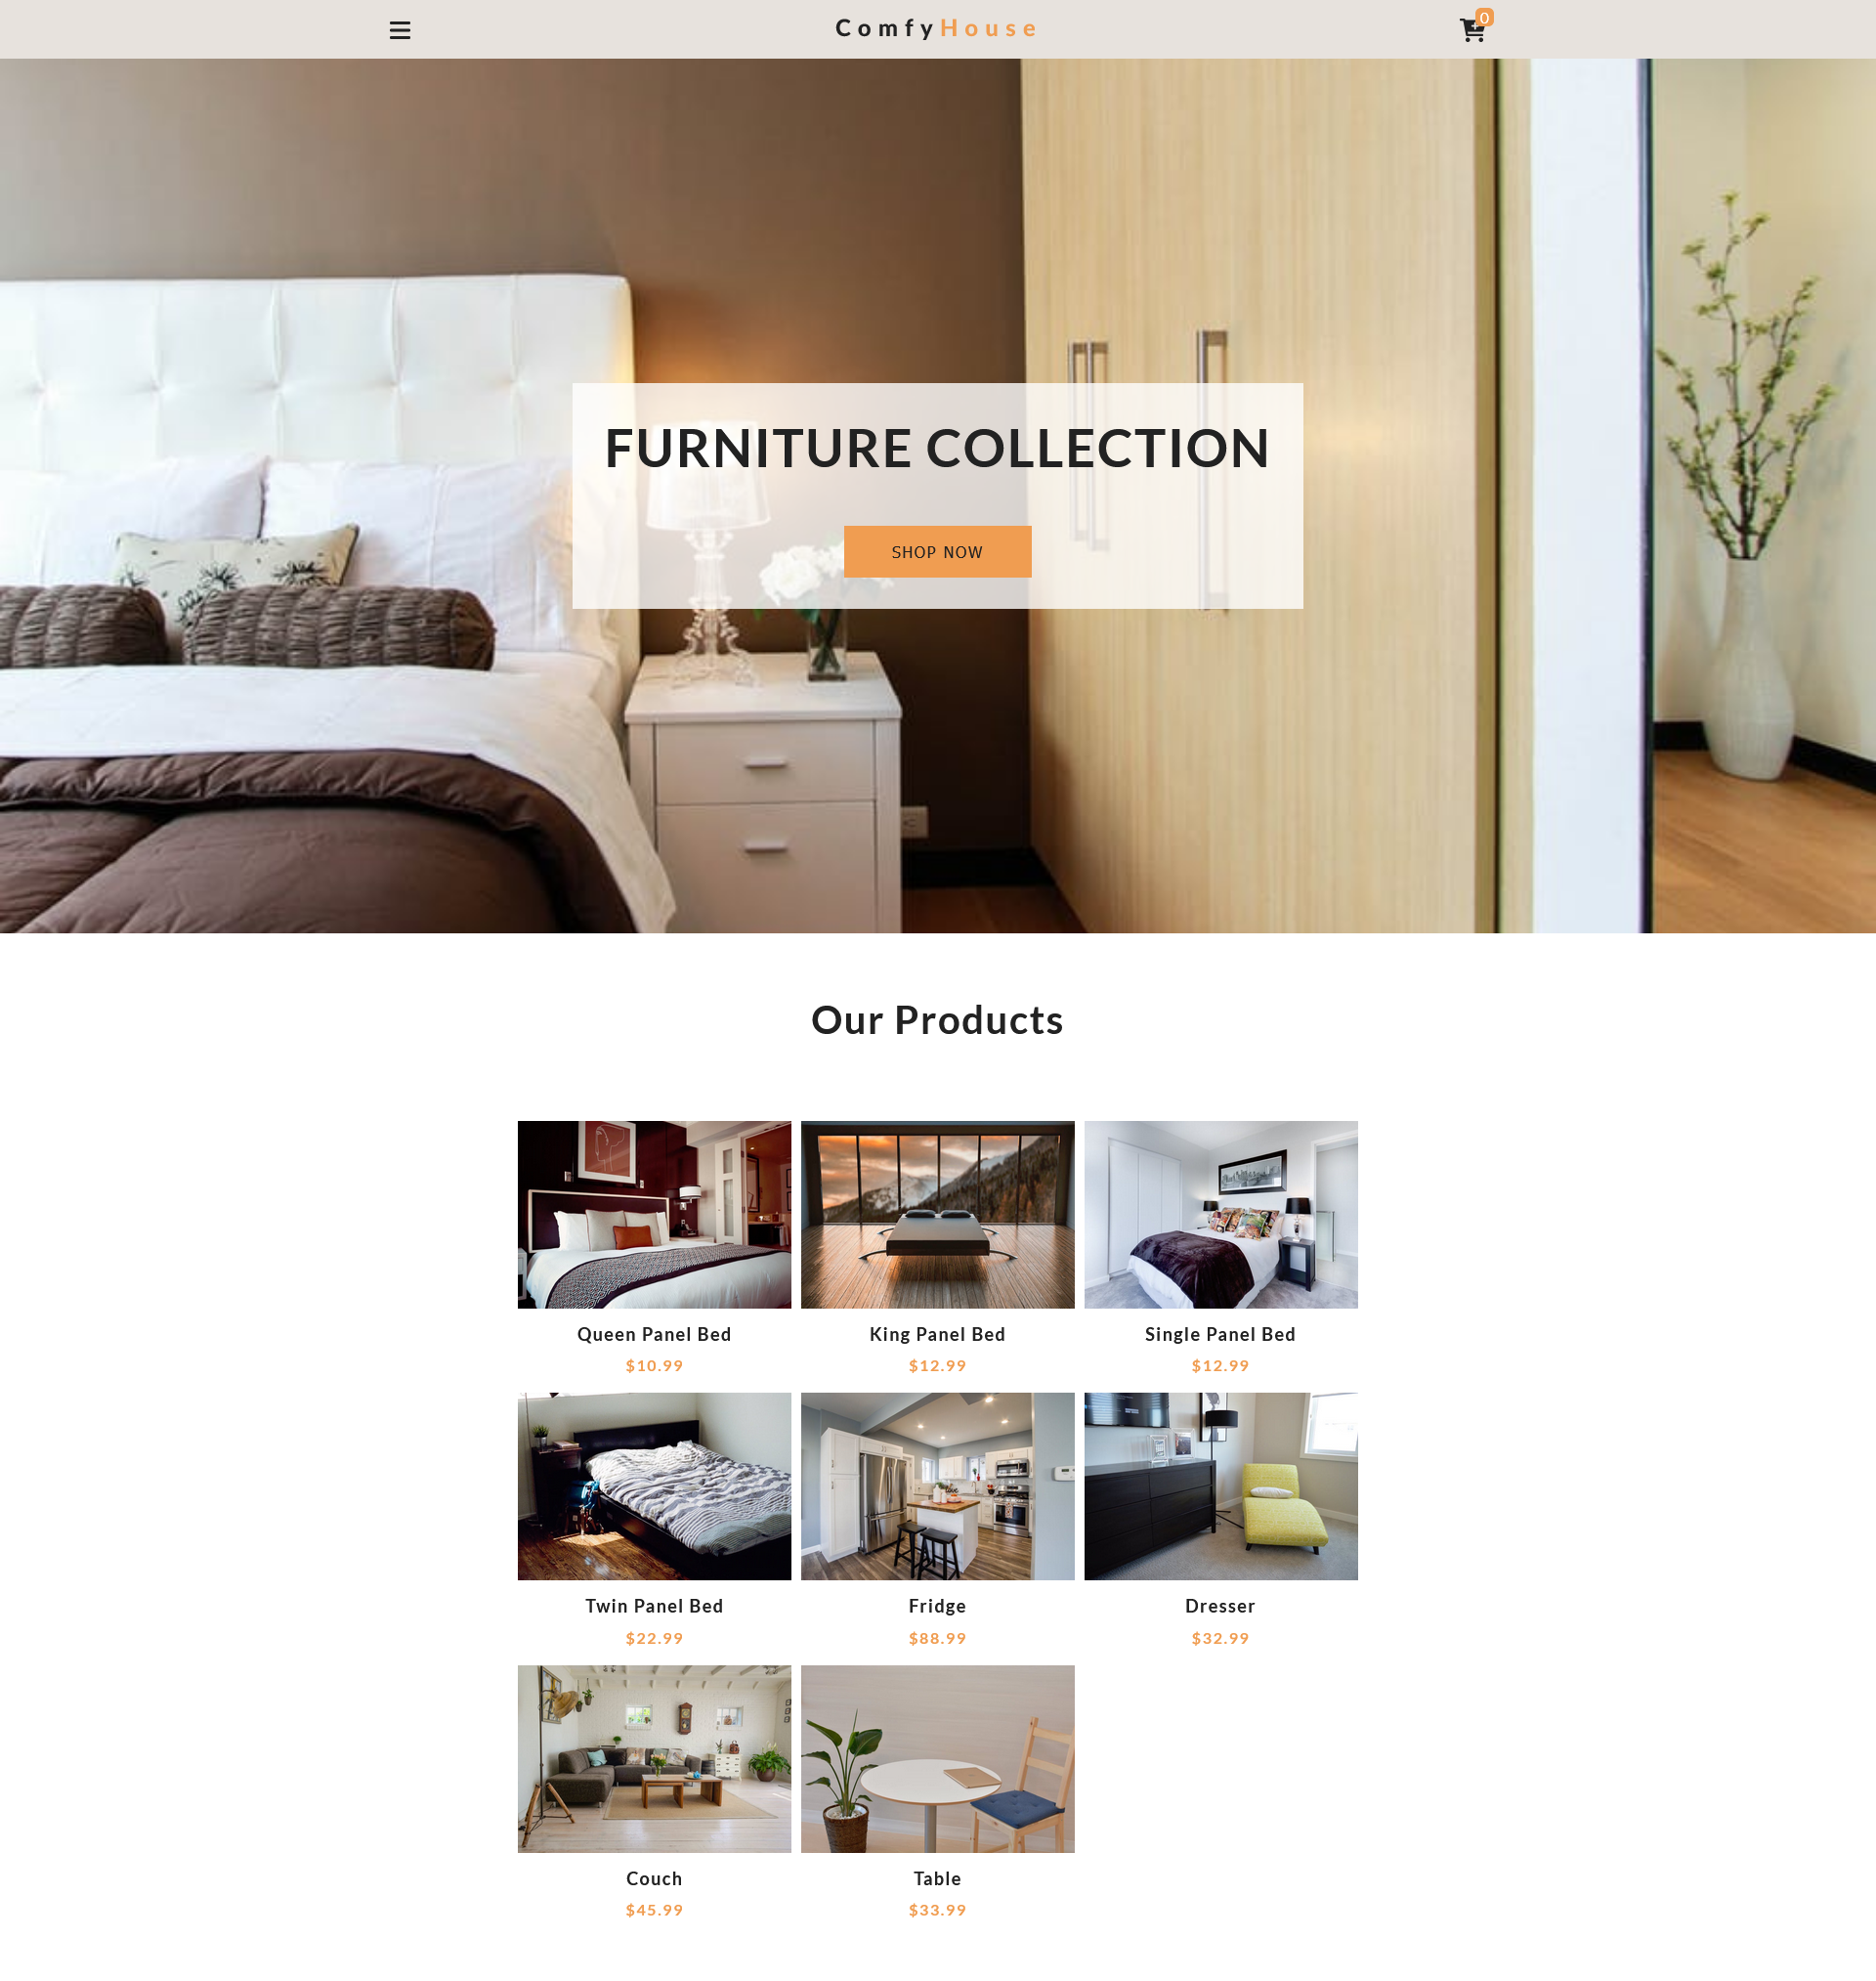 ComfyHouse
0
FURNITURE COLLECTION
SHOP NOW
Our Products
Queen Panel Bed
$10.99
King Panel Bed
$12.99
Single Panel Bed
$12.99
Twin Panel Bed
$22.99
Fridge
$88.99
Dresser
$32.99
Couch
$45.99
Table
$33.99